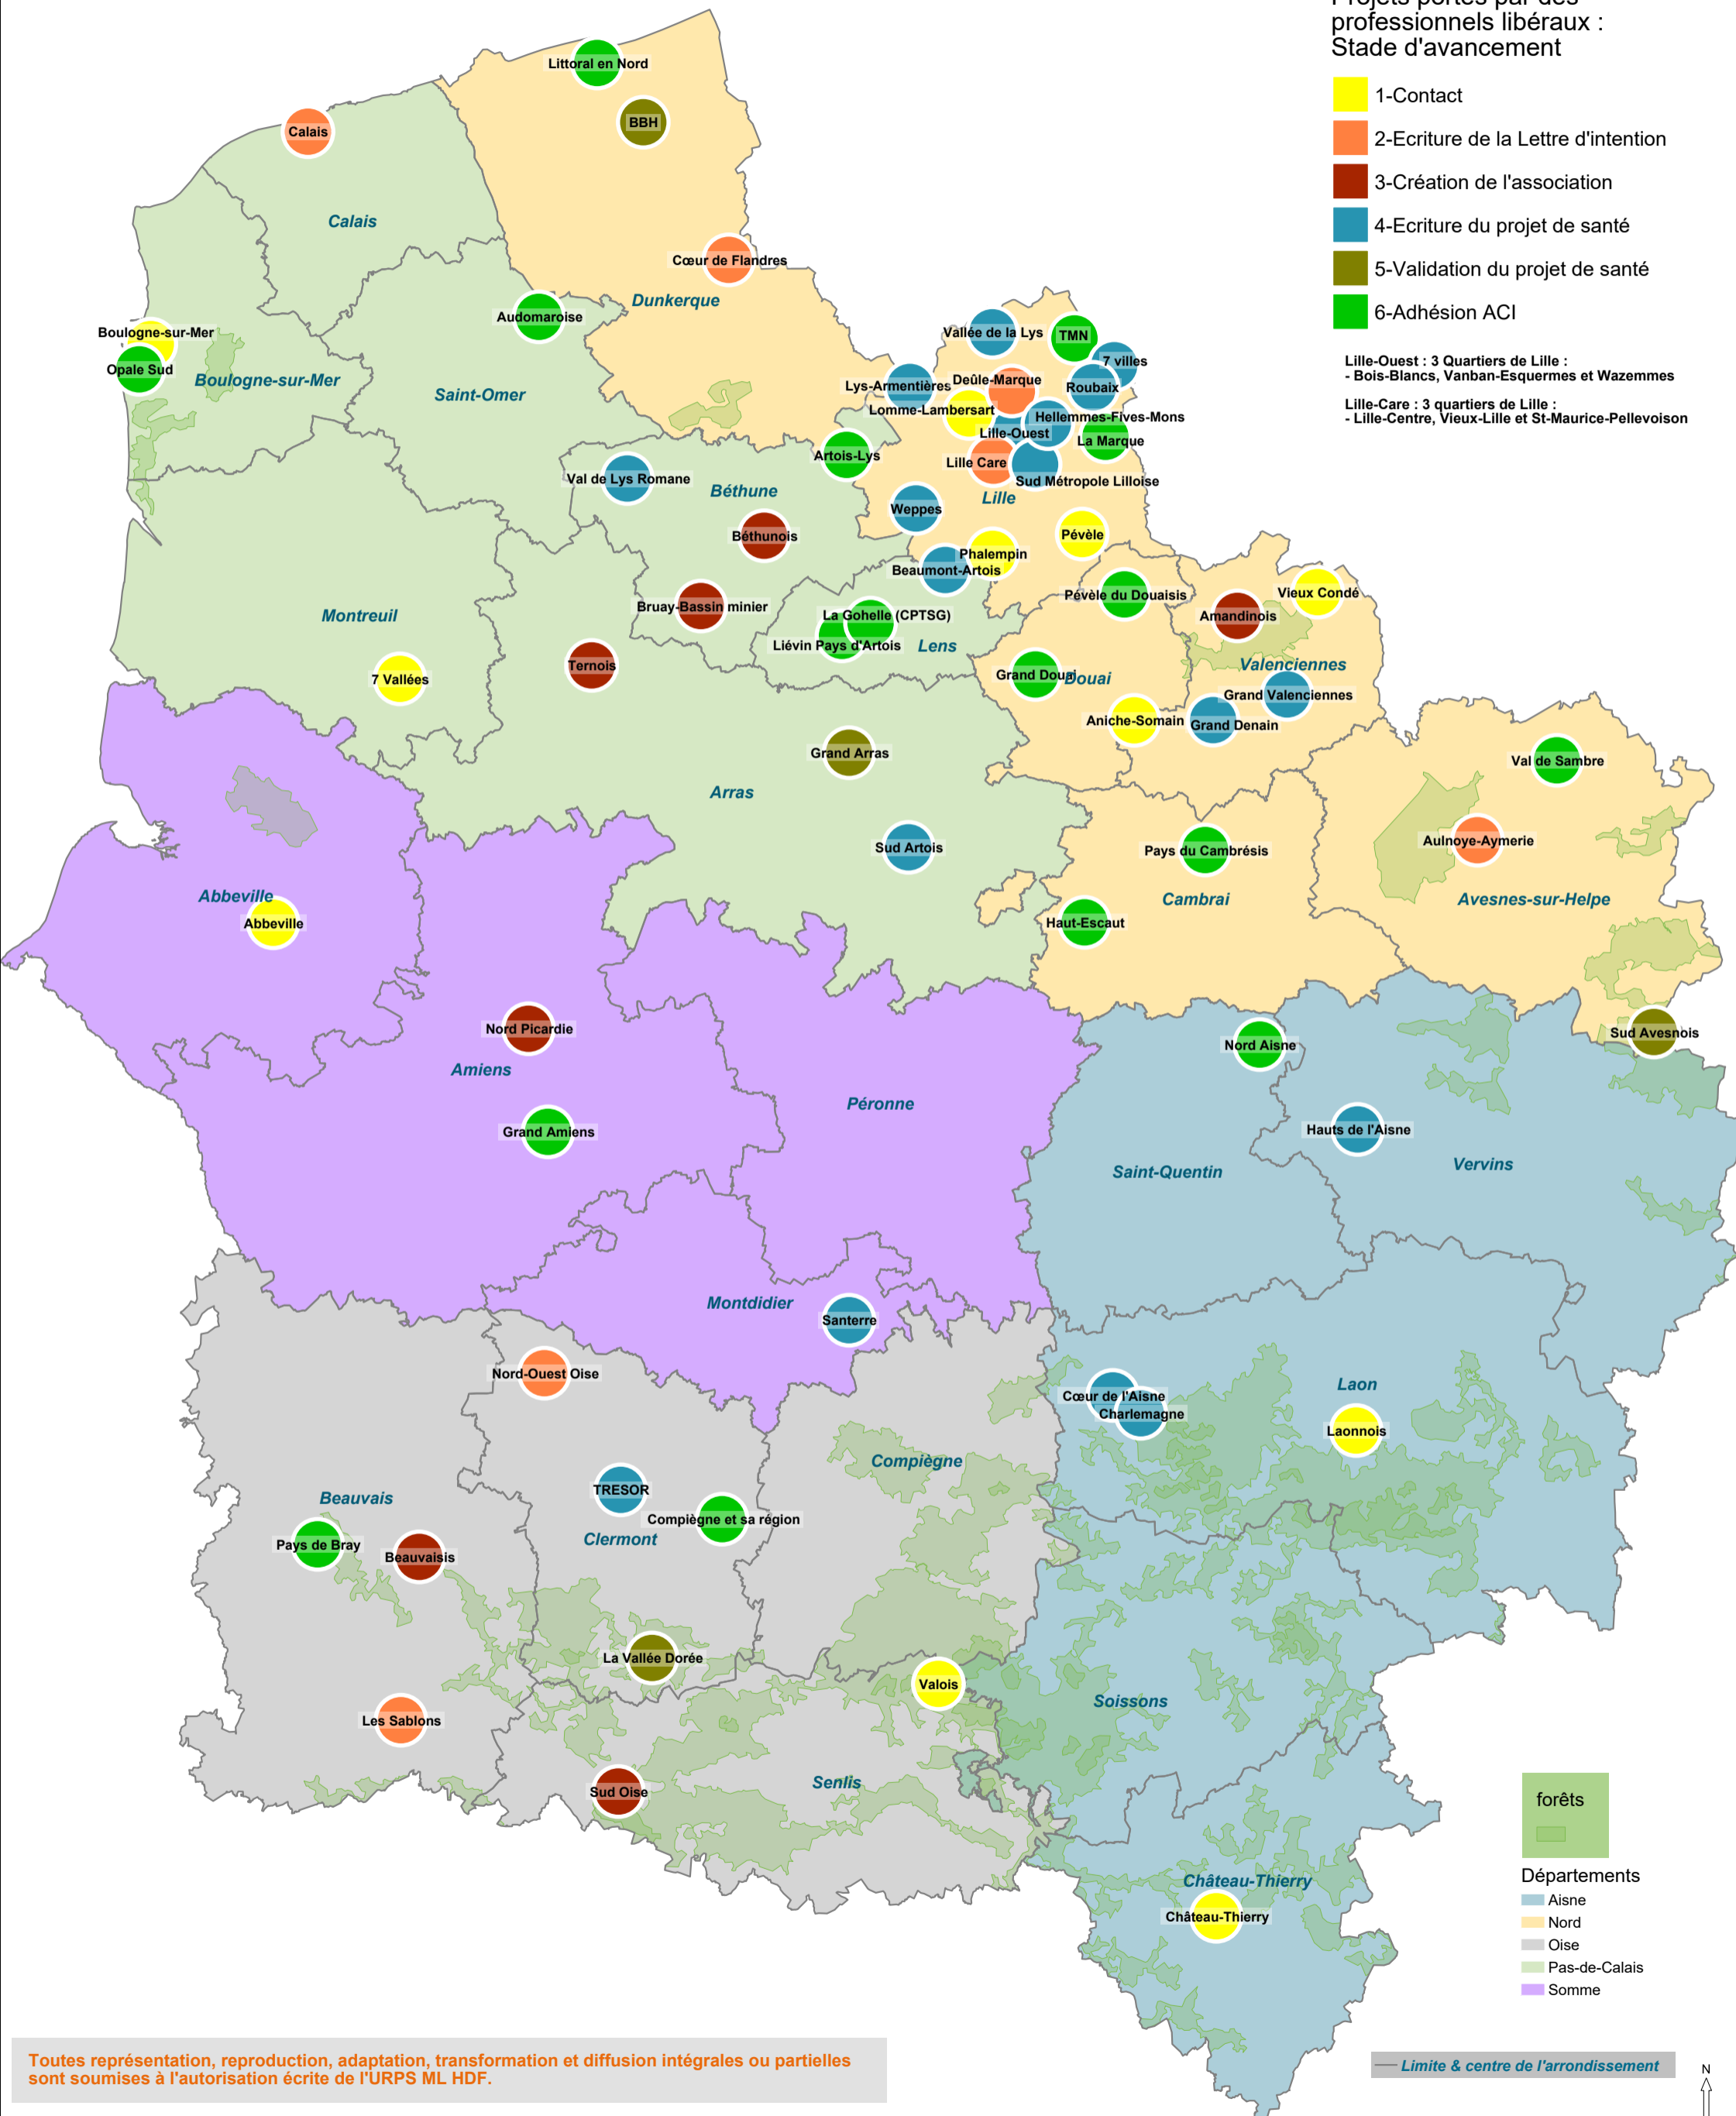 Projets portés par des
professionnels libéraux :
Stade d'avancement
1-Contact
2-Ecriture de la Lettre d'intention
3-Création de l'association
4-Ecriture du projet de santé
5-Validation du projet de santé
6-Adhésion ACI
Lille-Ouest : 3 Quartiers de Lille :
- Bois-Blancs, Vanban-Esquermes et Wazemmes
Lille-Care : 3 quartiers de Lille :
- Lille-Centre, Vieux-Lille et St-Maurice-Pellevoison
Littoral en Nord
BBH
Calais
Calais
Cœur de Flandres
Dunkerque
Audomaroise
Boulogne-sur-Mer
Opale Sud
Boulogne-sur-Mer
Saint-Omer
Vallée de la Lys
TMN
7 villes
Lys-Armentières
Deûle-Marque
Roubaix
Lomme-Lambersart
Hellemmes-Fives-Mons
Lille-Ouest
La Marque
Artois-Lys
Lille Care
Sud Métropole Lilloise
Lille
Val de Lys Romane
Béthune
Weppes
Béthunois
Pévèle
Phalempin
Beaumont-Artois
Pévèle du Douaisis
Vieux Condé
Bruay-Bassin minier
La Gohelle (CPTSG)
Amandinois
Montreuil
Liévin Pays d'Artois
Lens
Ternois
7 Vallées
Grand Douai
Douai
Valenciennes
Grand Valenciennes
Aniche-Somain
Grand Denain
Grand Arras
Val de Sambre
Arras
Sud Artois
Pays du Cambrésis
Aulnoye-Aymerie
Abbeville
Abbeville
Cambrai
Avesnes-sur-Helpe
Haut-Escaut
Nord Picardie
Sud Avesnois
Nord Aisne
Amiens
Péronne
Grand Amiens
Hauts de l'Aisne
Saint-Quentin
Vervins
Montdidier
Santerre
Nord-Ouest Oise
Cœur de l'Aisne
Charlemagne
Laon
Laonnois
Compiègne
TRESOR
Beauvais
Compiègne et sa région
Pays de Bray
Clermont
Beauvaisis
La Vallée Dorée
Valois
Soissons
Les Sablons
Senlis
Sud Oise
Château-Thierry
Château-Thierry
forêts
Départements
Aisne
Nord
Oise
Pas-de-Calais
Somme
Toutes représentation, reproduction, adaptation, transformation et diffusion intégrales ou partielles
sont soumises à l'autorisation écrite de l'URPS ML HDF.
Limite & centre de l'arrondissement
N